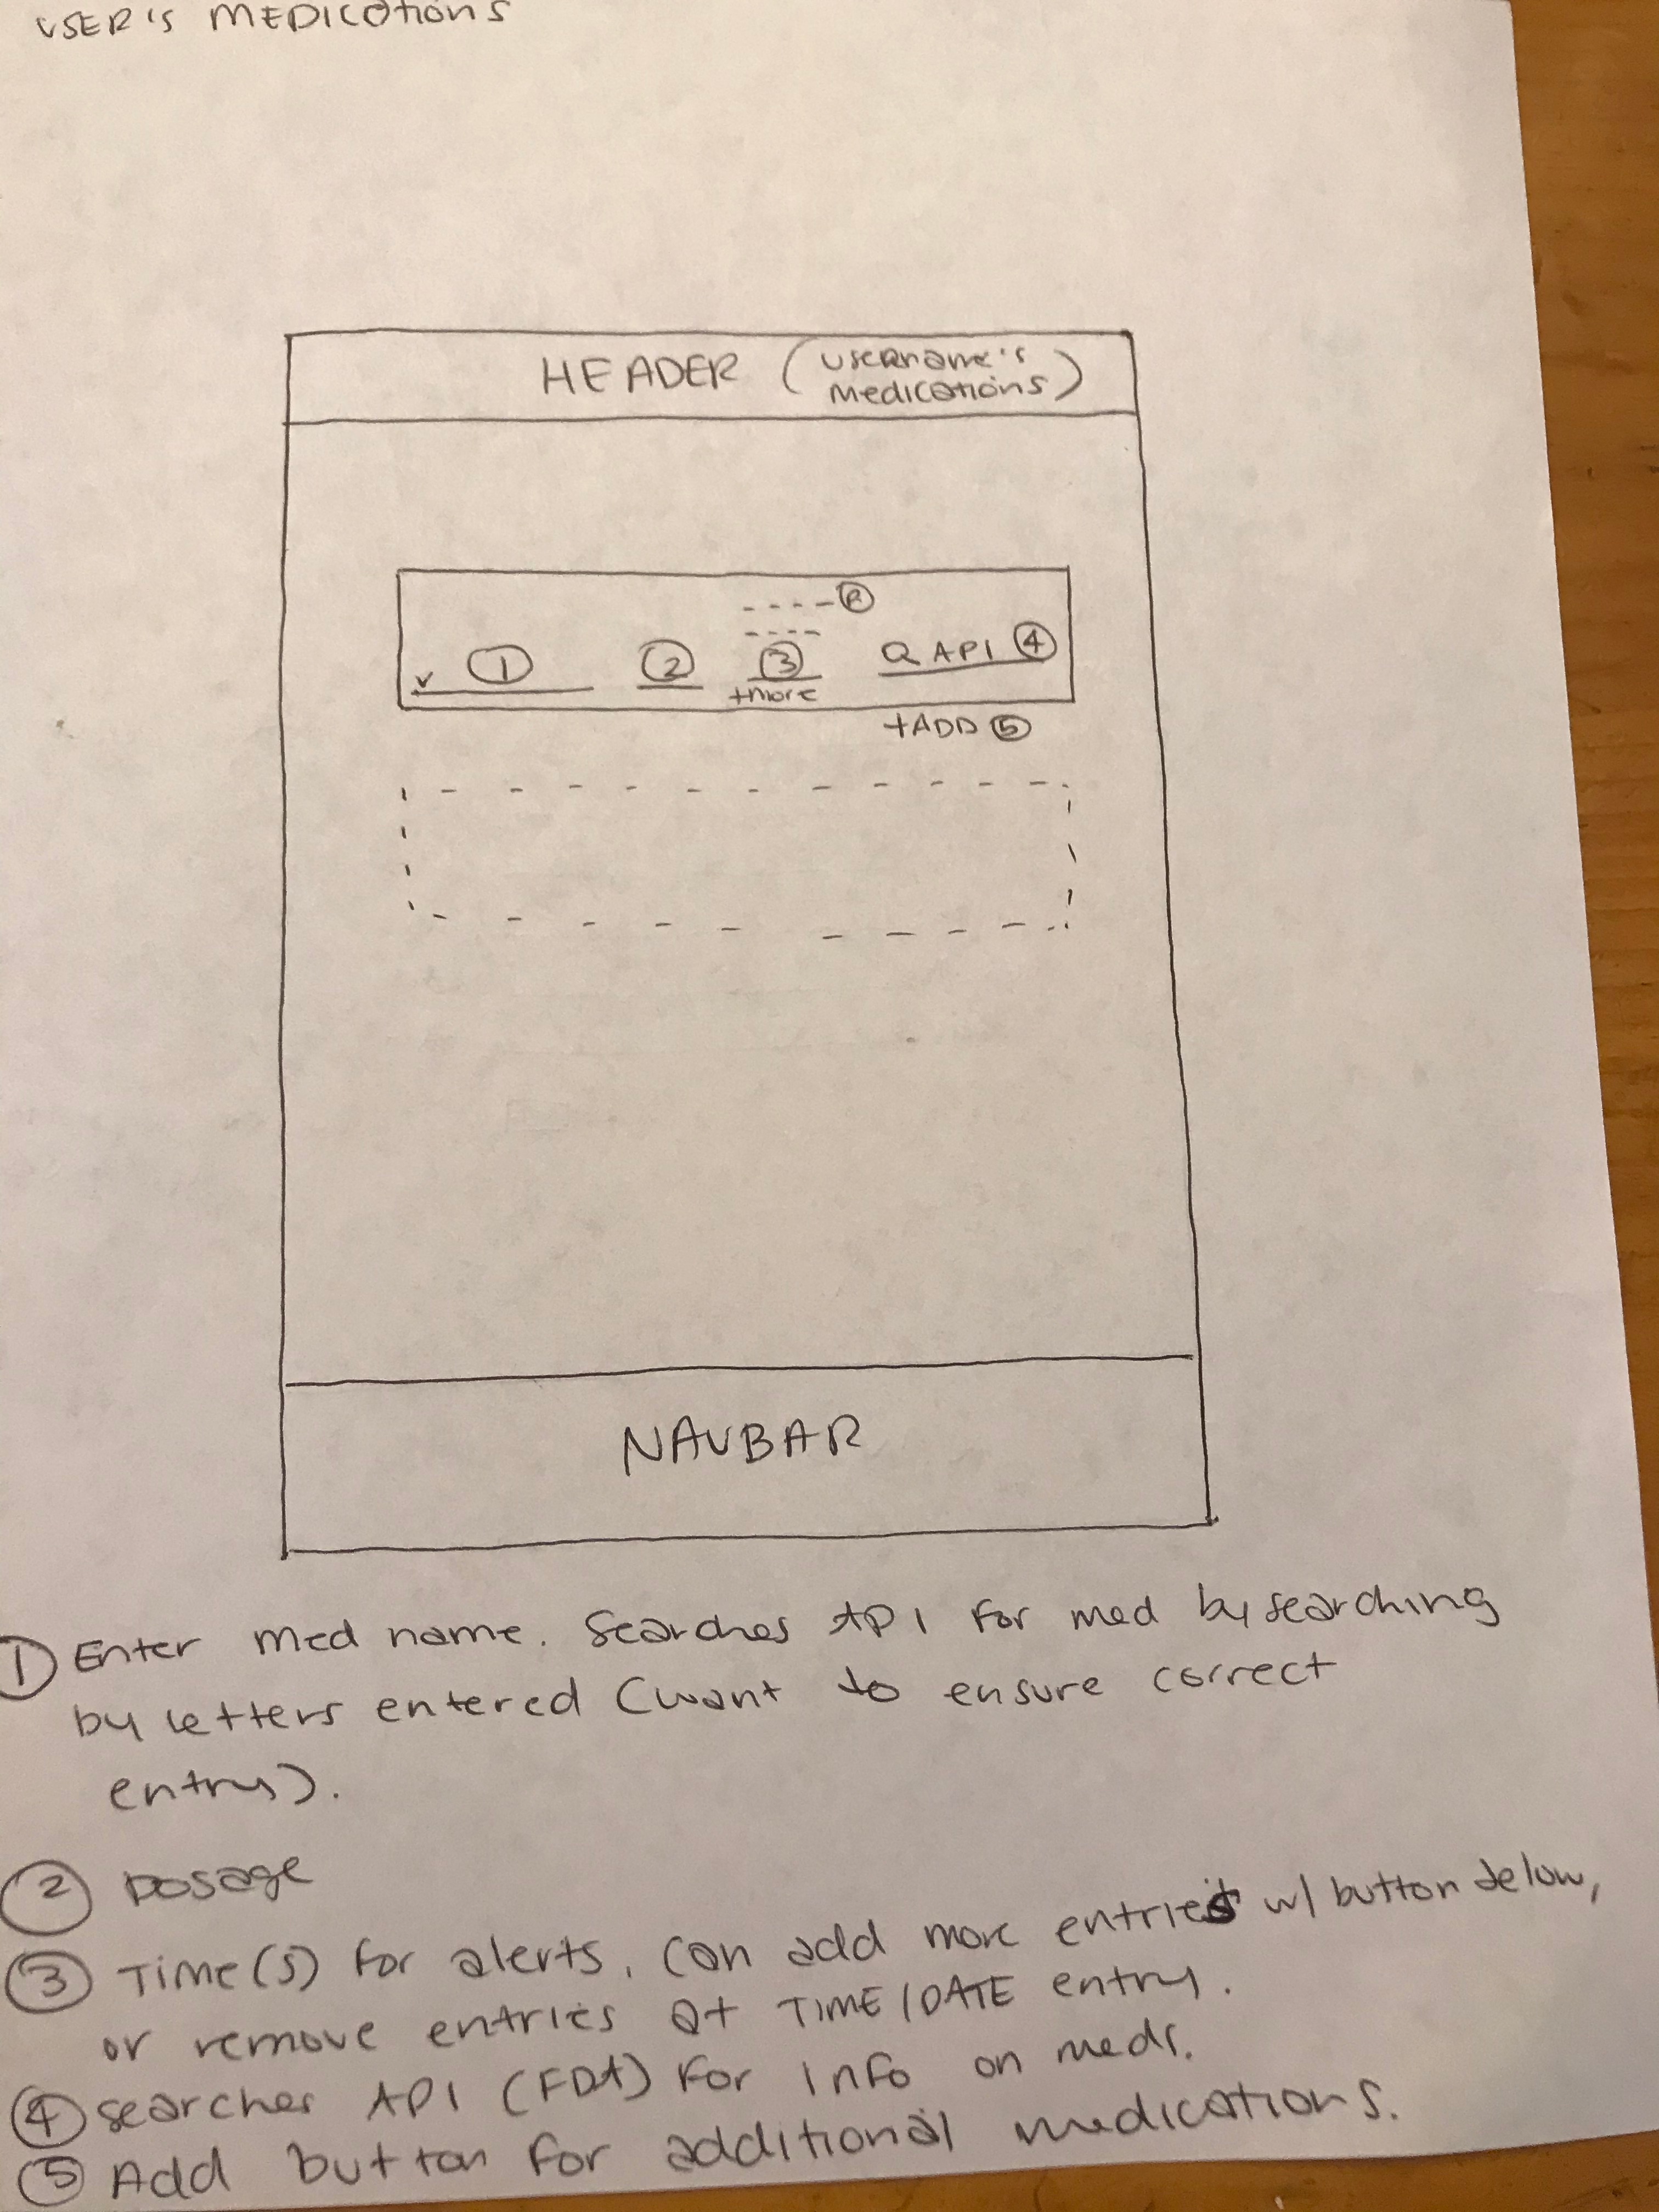 USER'S MEDICATIONS
HEADER (username's
medications)
----- Ⓡ
----
v ① ② ③ Q API ④
+more
+ADD ⑤
NAVBAR
① Enter med name. Searches API for med by searching
by letters entered (want to ensure correct
entry).
② Dosage
③ Time(s) for alerts, can add more entries w/ button below,
or remove entries at TIME/DATE entry.
④ searches API (FDA) for info on meds.
⑤ Add button for additional medications.